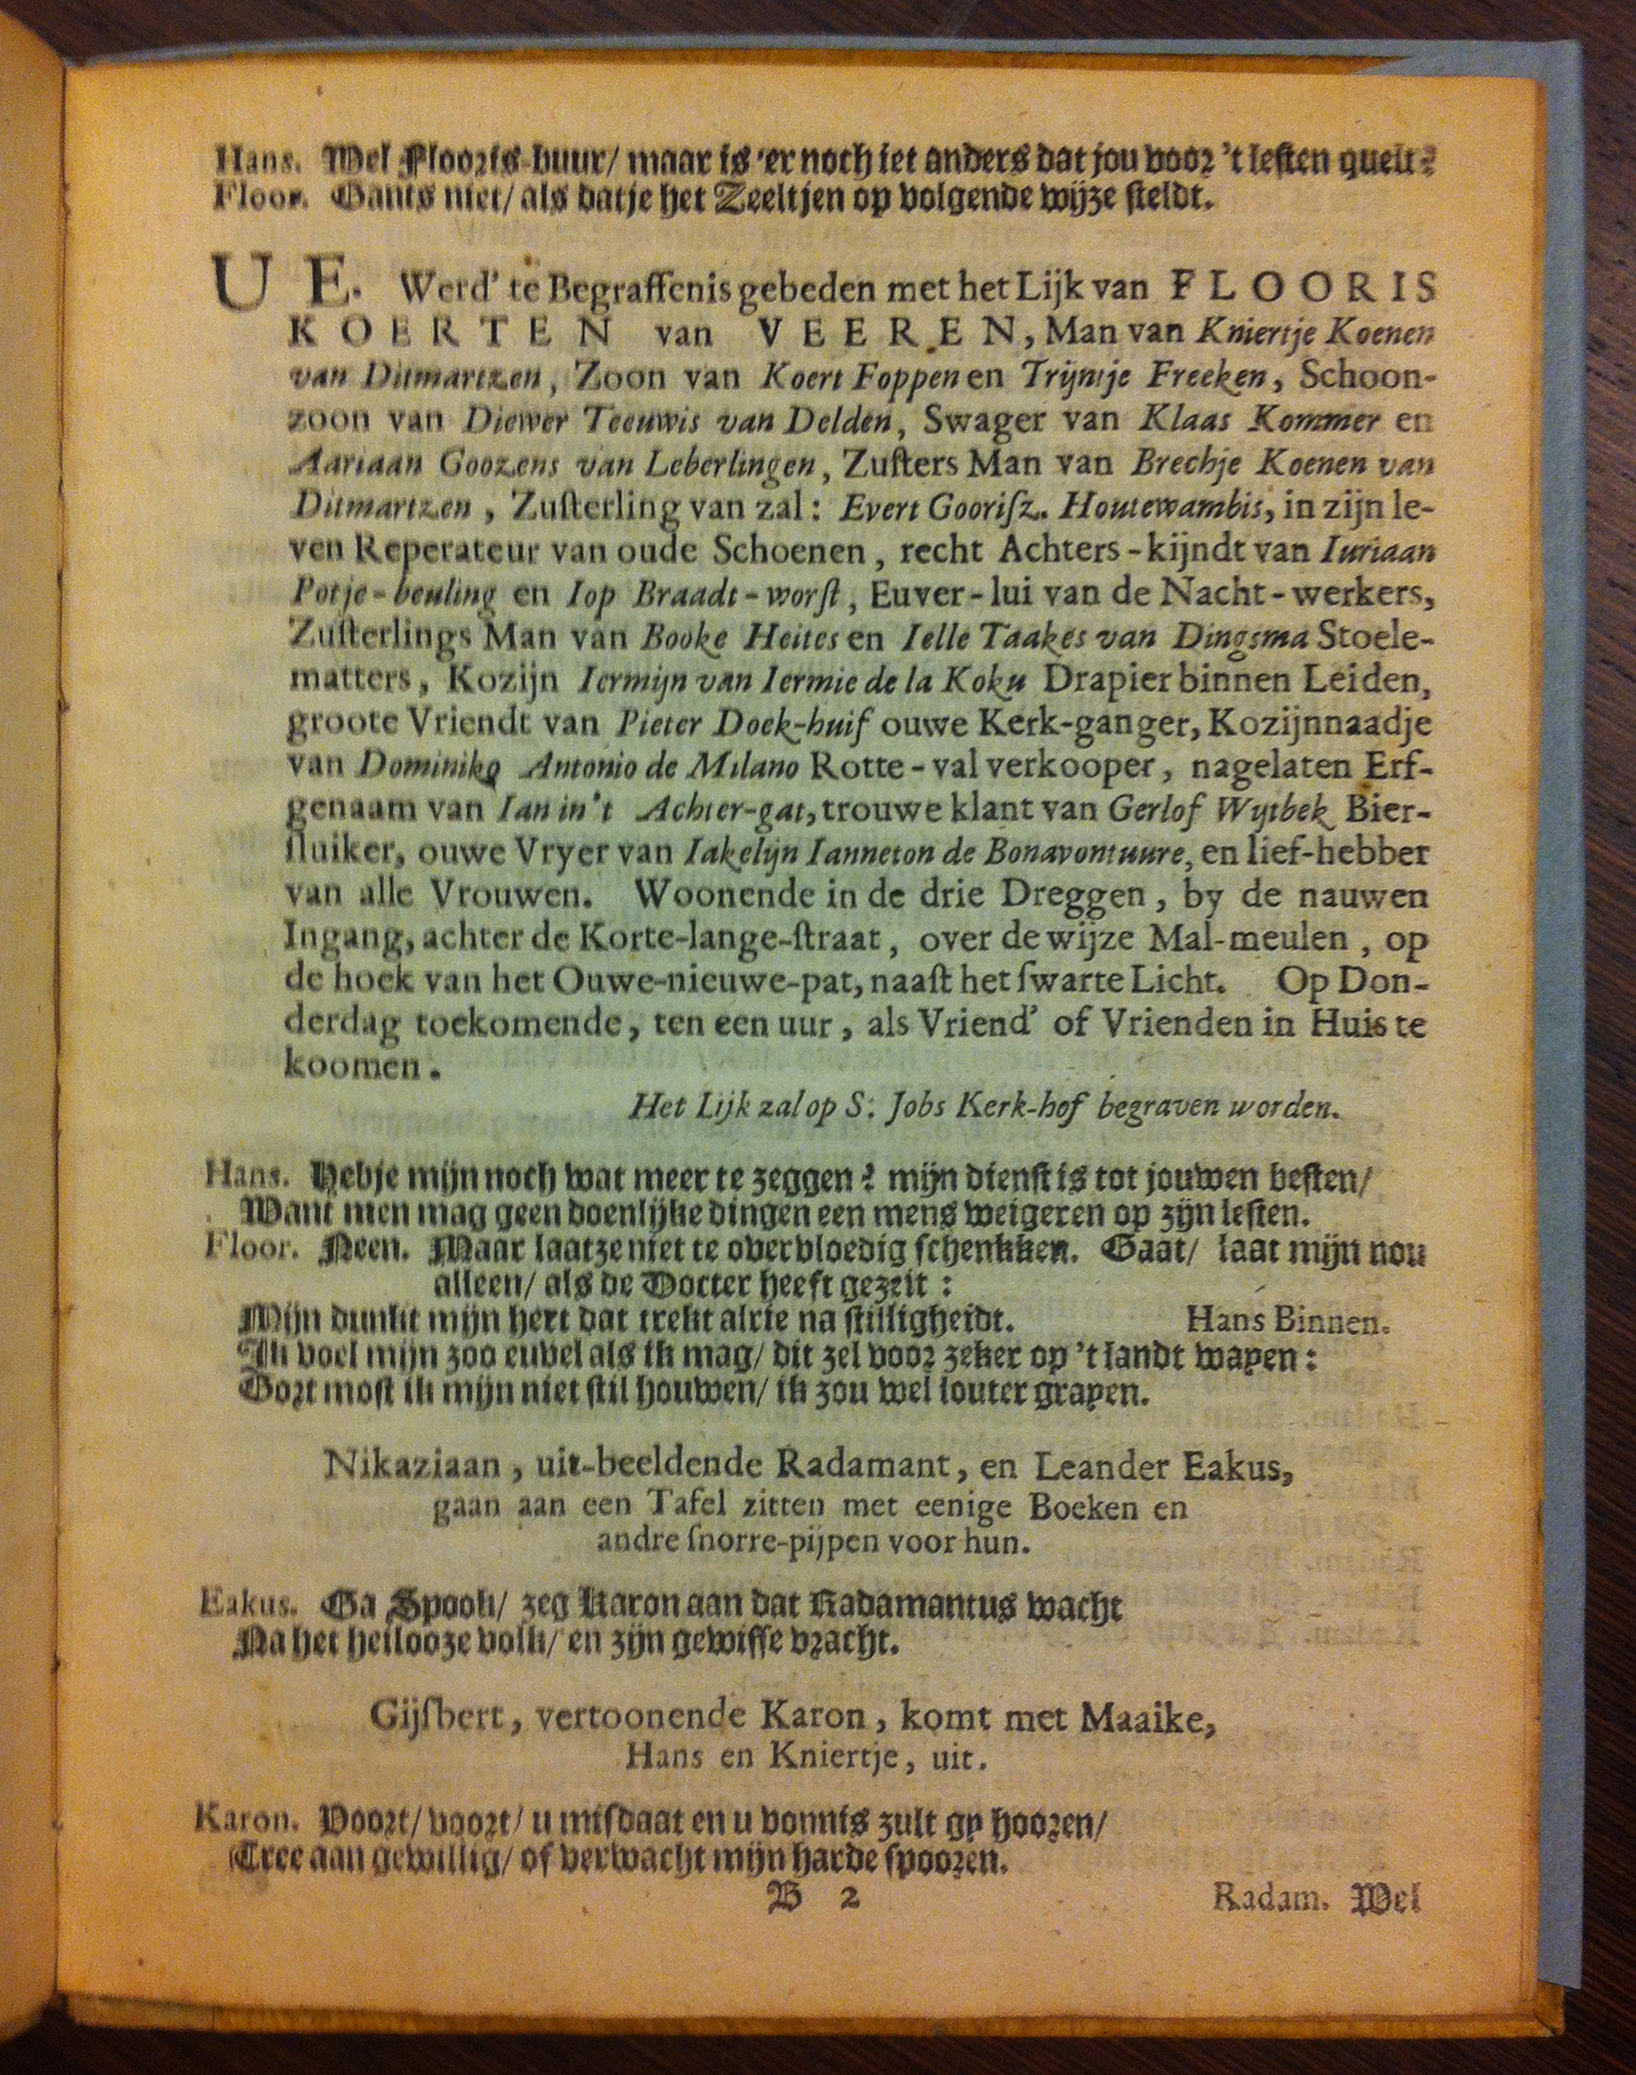 Hans. Wel Flooris-buur/ maar is 'er noch iet anders dat jou voor 't lesten quelt?
Floor. Gants niet/ als datje het Zeeltjen op volgende wijze steldt.
U E. Werd' te Begraffenis gebeden met het Lijk van FLOORIS
KOERTEN van VEEREN, Man van Kniertje Koenen
van Ditmartzen, Zoon van Koert Foppen en Trijntje Freeken, Schoon-
zoon van Diewer Teeuwis van Delden, Swager van Klaas Kommer en
Aariaan Goozens van Leberlingen, Zuſters Man van Brechje Koenen van
Ditmartzen, Zuſterling van zal: Evert Gooriſz. Houtewambis, in zijn le-
ven Reperateur van oude Schoenen, recht Achters-kijndt van Iuriaan
Potje-beuling en Iop Braadt-worſt, Euver-lui van de Nacht-werkers,
Zuſterlings Man van Booke Heites en Ielle Taakes van Dingsma Stoele-
matters, Kozijn Iermijn van Iermie de la Koku Drapier binnen Leiden,
groote Vriendt van Pieter Doek-huif ouwe Kerk-ganger, Kozijnnaadje
van Dominiko Antonio de Milano Rotte-val verkooper, nagelaten Erf-
genaam van Ian in't Achter-gat, trouwe klant van Gerlof Wytbek Bier-
ſluiker, ouwe Vryer van Iakelijn Ianneton de Bonavontuure, en lief-hebber
van alle Vrouwen. Woonende in de drie Dreggen, by de nauwen
Ingang, achter de Korte-lange-ſtraat, over de wijze Mal-meulen, op
de hoek van het Ouwe-nieuwe-pat, naaſt het ſwarte Licht. Op Don-
derdag toekomende, ten een uur, als Vriend' of Vrienden in Huis te
koomen.
Het Lijk zal op S: Jobs Kerk-hof begraven worden.
Hans. Hebje mijn noch wat meer te zeggen? mijn dienſt is tot jouwen beſten/
Want men mag geen doenlijke dingen een mens weigeren op zijn leſten.
Floor. Neen. Maar laatze niet te overvloedig ſchenkken. Gaat/ laat mijn nou
alleen/ als de Docter heeft gezeit:
Mijn dunkt mijn hert dat trekt alrie na ſtilligheidt. Hans Binnen.
Ik voel mijn zoo euvel als ik mag/ dit zel voor zeker op 't landt wayen:
Gort moſt ik mijn niet ſtil houwen/ ik zou wel louter grayen.
Nikaziaan, uit-beeldende Radamant, en Leander Eakus,
gaan aan een Tafel zitten met eenige Boeken en
andre ſnorre-pijpen voor hun.
Eakus. Ga Spook/ zeg Karon aan dat Radamantus wacht
Na het heilooze volk/ en zijn gewiſſe vracht.
Gijſbert, vertoonende Karon, komt met Maaike,
Hans en Kniertje, uit.
Karon. Voort/ voort/ u miſdaat en u vonnis zult gy hooren/
Tree aan gewillig/ of verwacht mijn harde ſpooren.
B 2 Radam. Wel